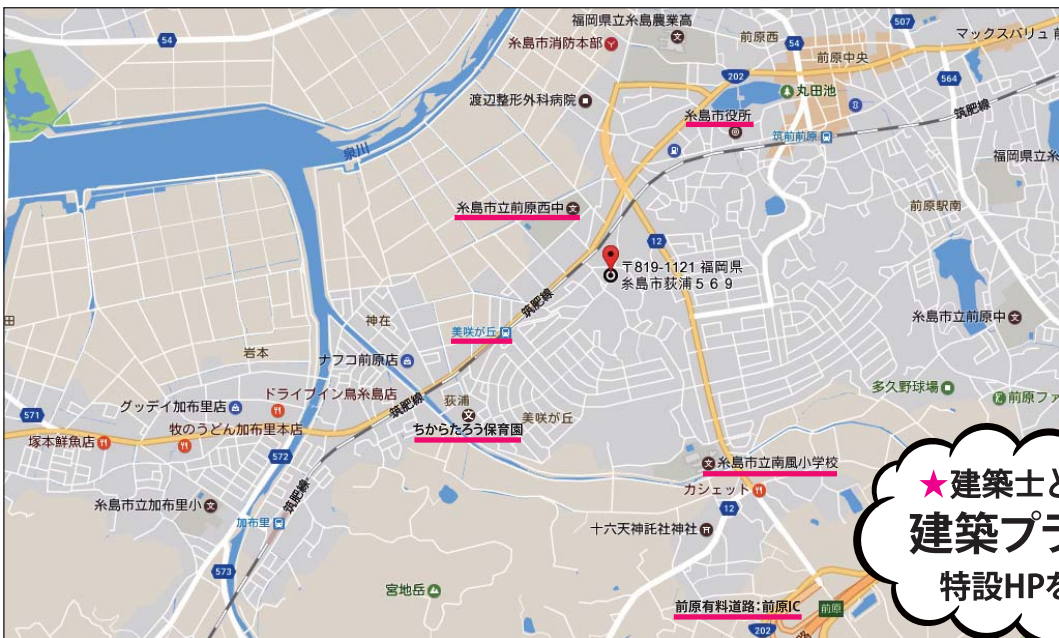 54
福岡県立糸島農業高
糸島市消防本部
前原西
54
507
マックスバリュ 前
前原中央
渡辺整形外科病院
202
564
丸田池
糸島市役所
筑肥線
筑前前原
泉川
福岡県立糸
糸島市立前原西中
前原駅南
12
〒819-1121 福岡県
糸島市荻浦５６９
筑肥線
神在
美咲が丘
糸島市立前原中
田
岩本
ナフコ前原店
多久野球場
前原ファ
ドライブイン鳥糸島店
グッデイ加布里店
筑肥線
荻浦
美咲が丘
571
牧のうどん加布里本店
ちからたろう保育園
塚本鮮魚店
572
糸島市立南風小学校
カシェット
筑肥線
糸島市立加布里小
加布里
12
十六天神託社神社
★建築士と
建築プラ
特設HPを
573
宮地岳
前原有料道路：前原IC
前原
202
路